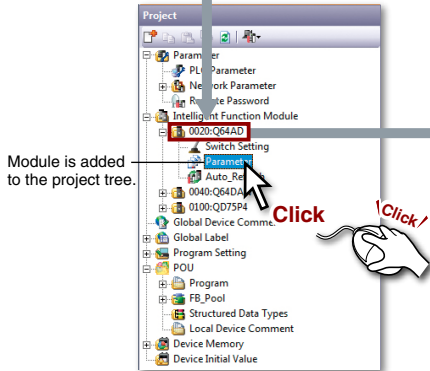 Project
Parameter
PLC Parameter
Network Parameter
Remote Password
Intelligent Function Module
0020:Q64AD
Switch Setting
Module is added
to the project tree.
Parameter
Auto_Refresh
0040:Q64DA
0100:QD75P4
Click
Click
Global Device Comment
Global Label
Program Setting
POU
Program
FB_Pool
Structured Data Types
Local Device Comment
Device Memory
Device Initial Value